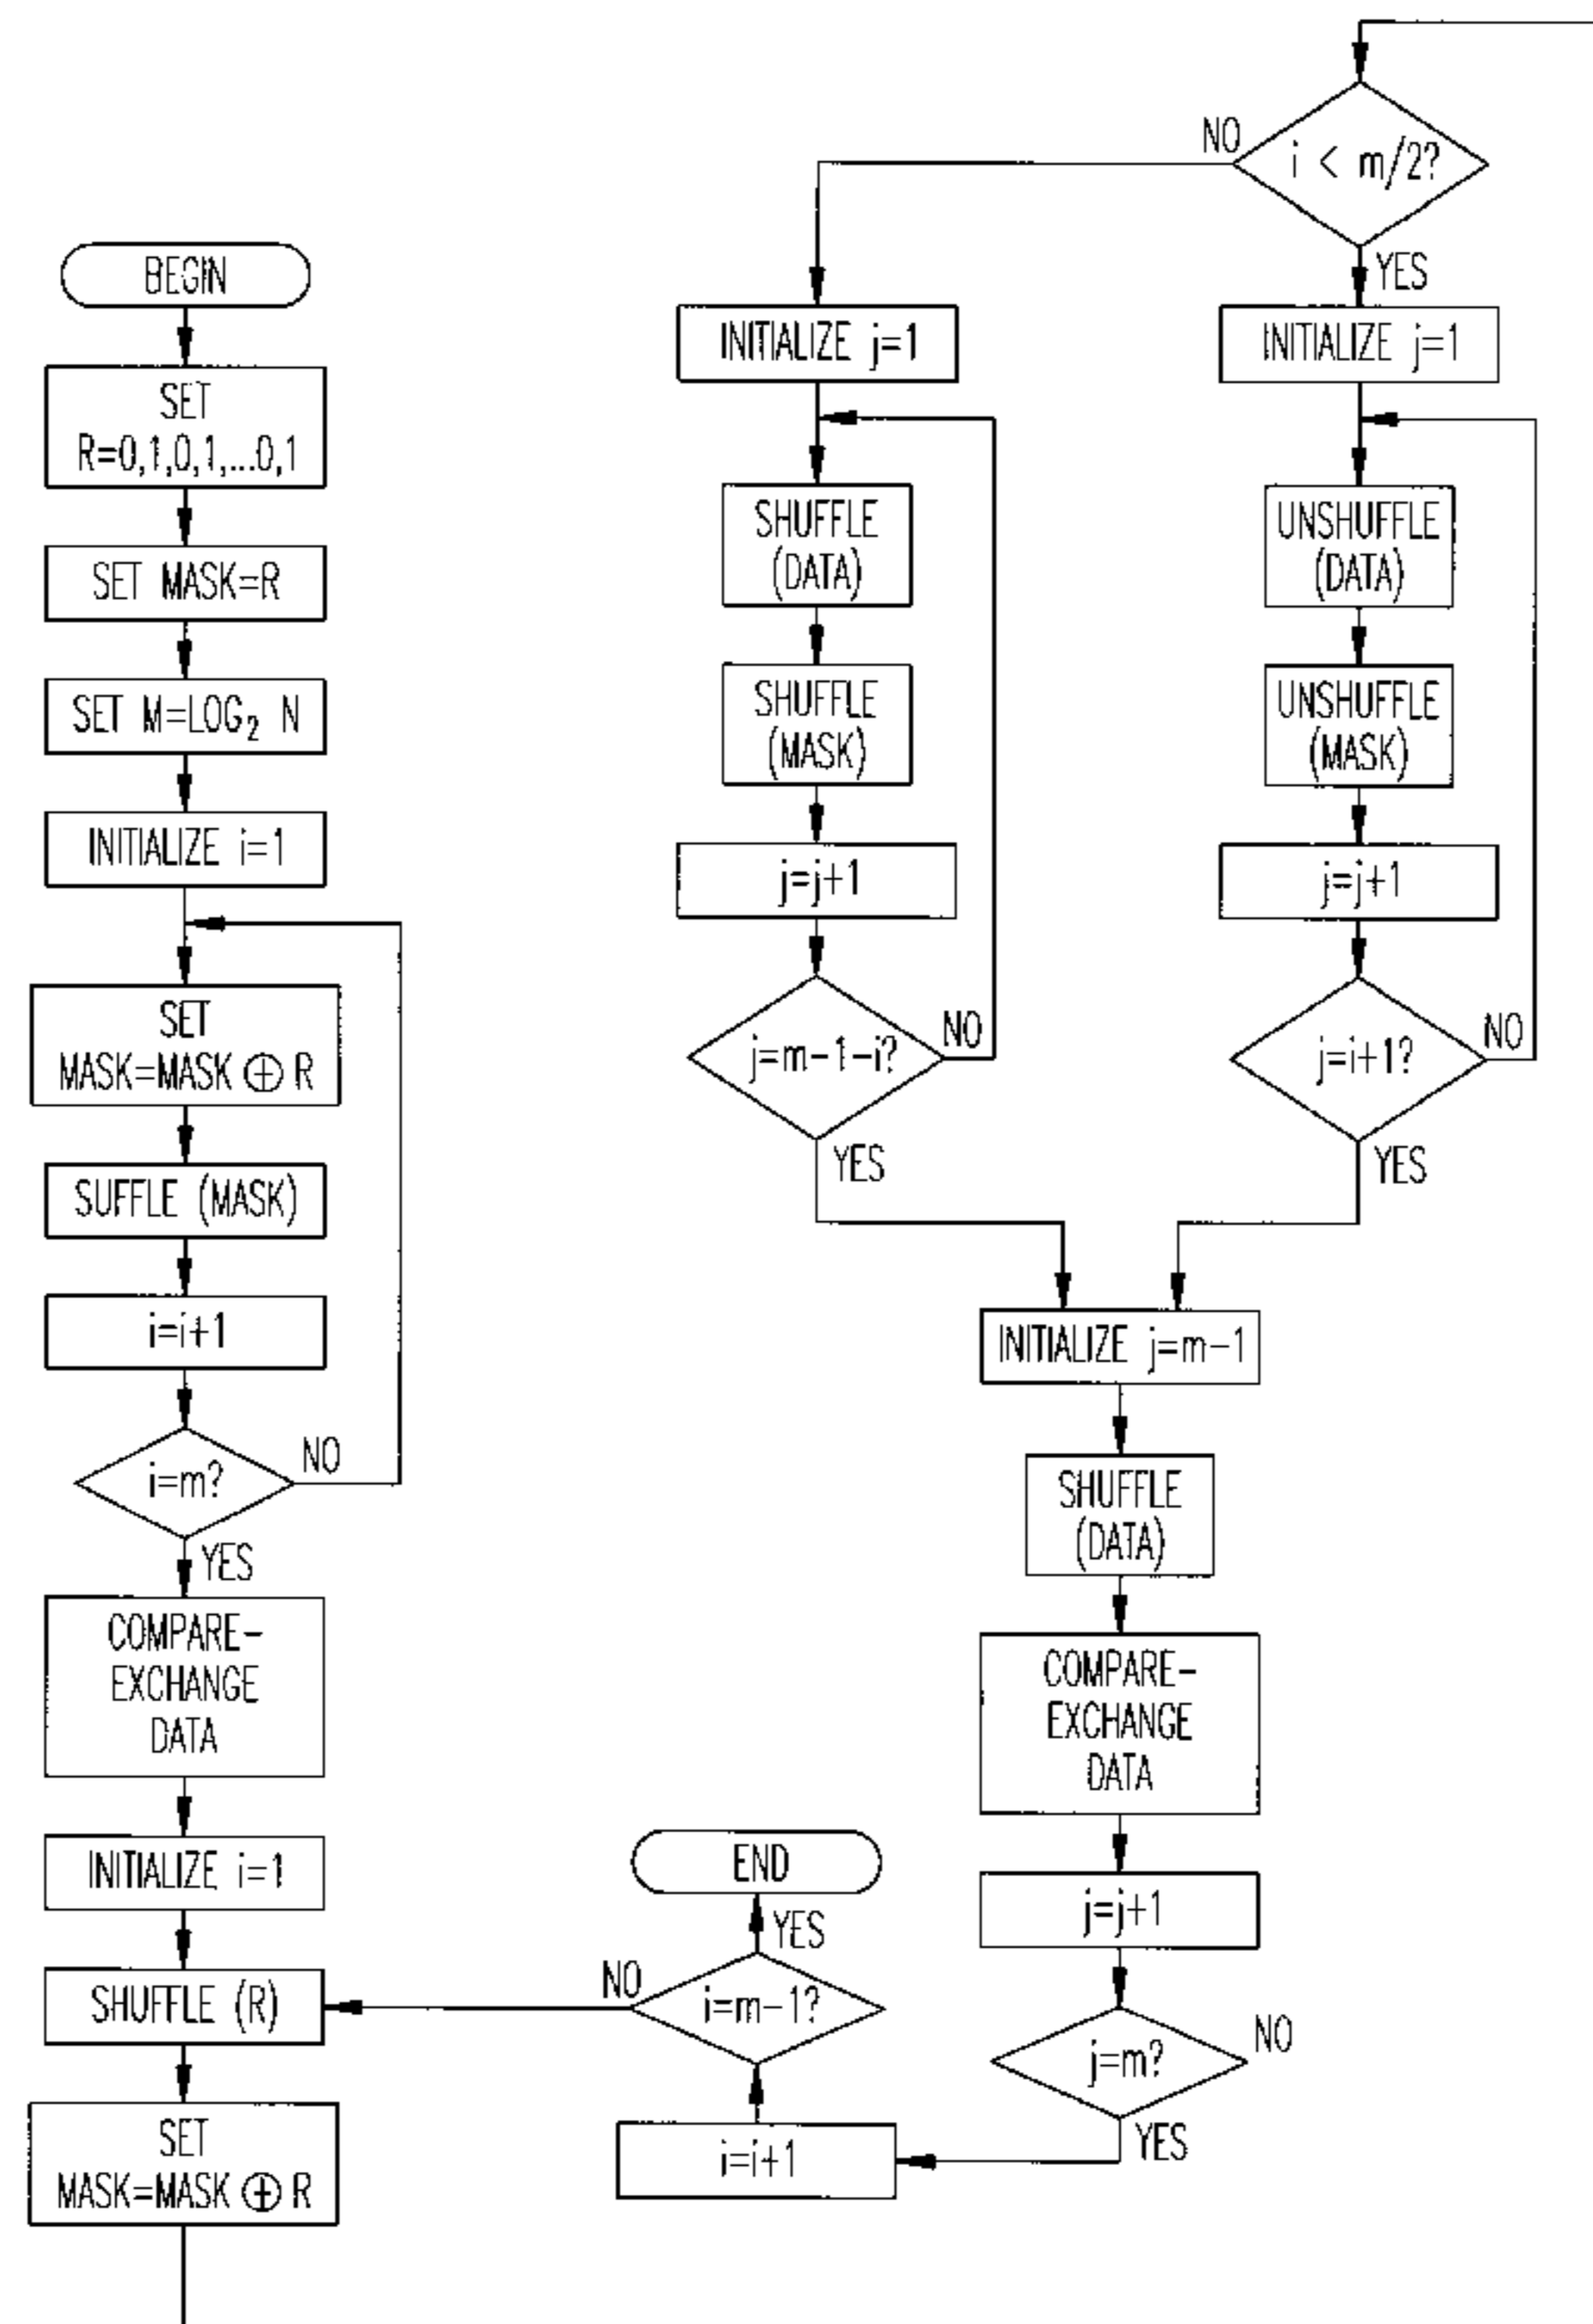 BEGIN
SET
R=0,1,0,1,...0,1
SET MASK=R
SET M=LOG₂ N
INITIALIZE i=1
SET
MASK=MASK ⊕ R
SUFFLE (MASK)
i=i+1
i=m?
NO
YES
COMPARE-
EXCHANGE
DATA
INITIALIZE i=1
SHUFFLE (R)
SET
MASK=MASK ⊕ R
i < m/2?
NO
YES
INITIALIZE j=1
SHUFFLE
(DATA)
SHUFFLE
(MASK)
j=j+1
j=m-1-i?
NO
YES
INITIALIZE j=1
UNSHUFFLE
(DATA)
UNSHUFFLE
(MASK)
j=j+1
j=i+1?
NO
YES
INITIALIZE j=m-1
SHUFFLE
(DATA)
COMPARE-
EXCHANGE
DATA
j=j+1
j=m?
NO
YES
i=i+1
i=m-1?
NO
YES
END